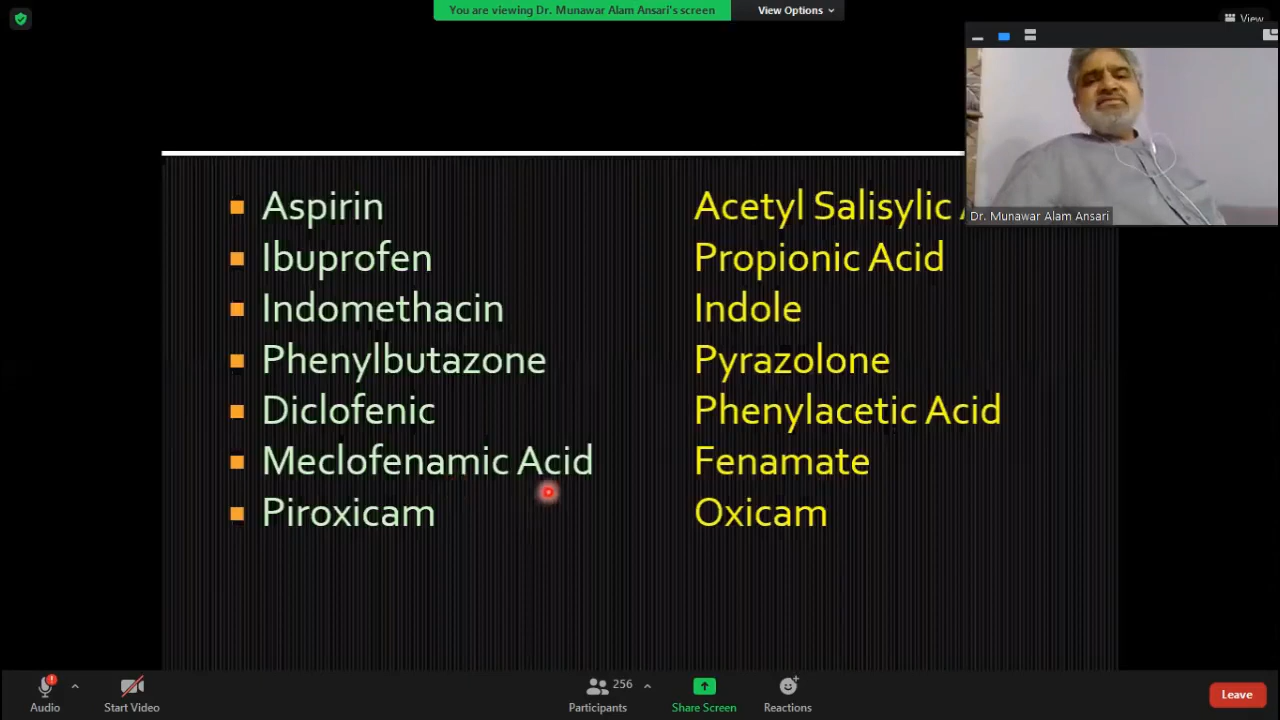 You are viewing Dr. Munawar Alam Ansari's screen
View Options
View
Dr. Munawar Alam Ansari
Aspirin Acetyl Salisylic
Ibuprofen Propionic Acid
Indomethacin Indole
Phenylbutazone Pyrazolone
Diclofenic Phenylacetic Acid
Meclofenamic Acid Fenamate
Piroxicam Oxicam
256
Audio Start Video Participants Share Screen Reactions Leave